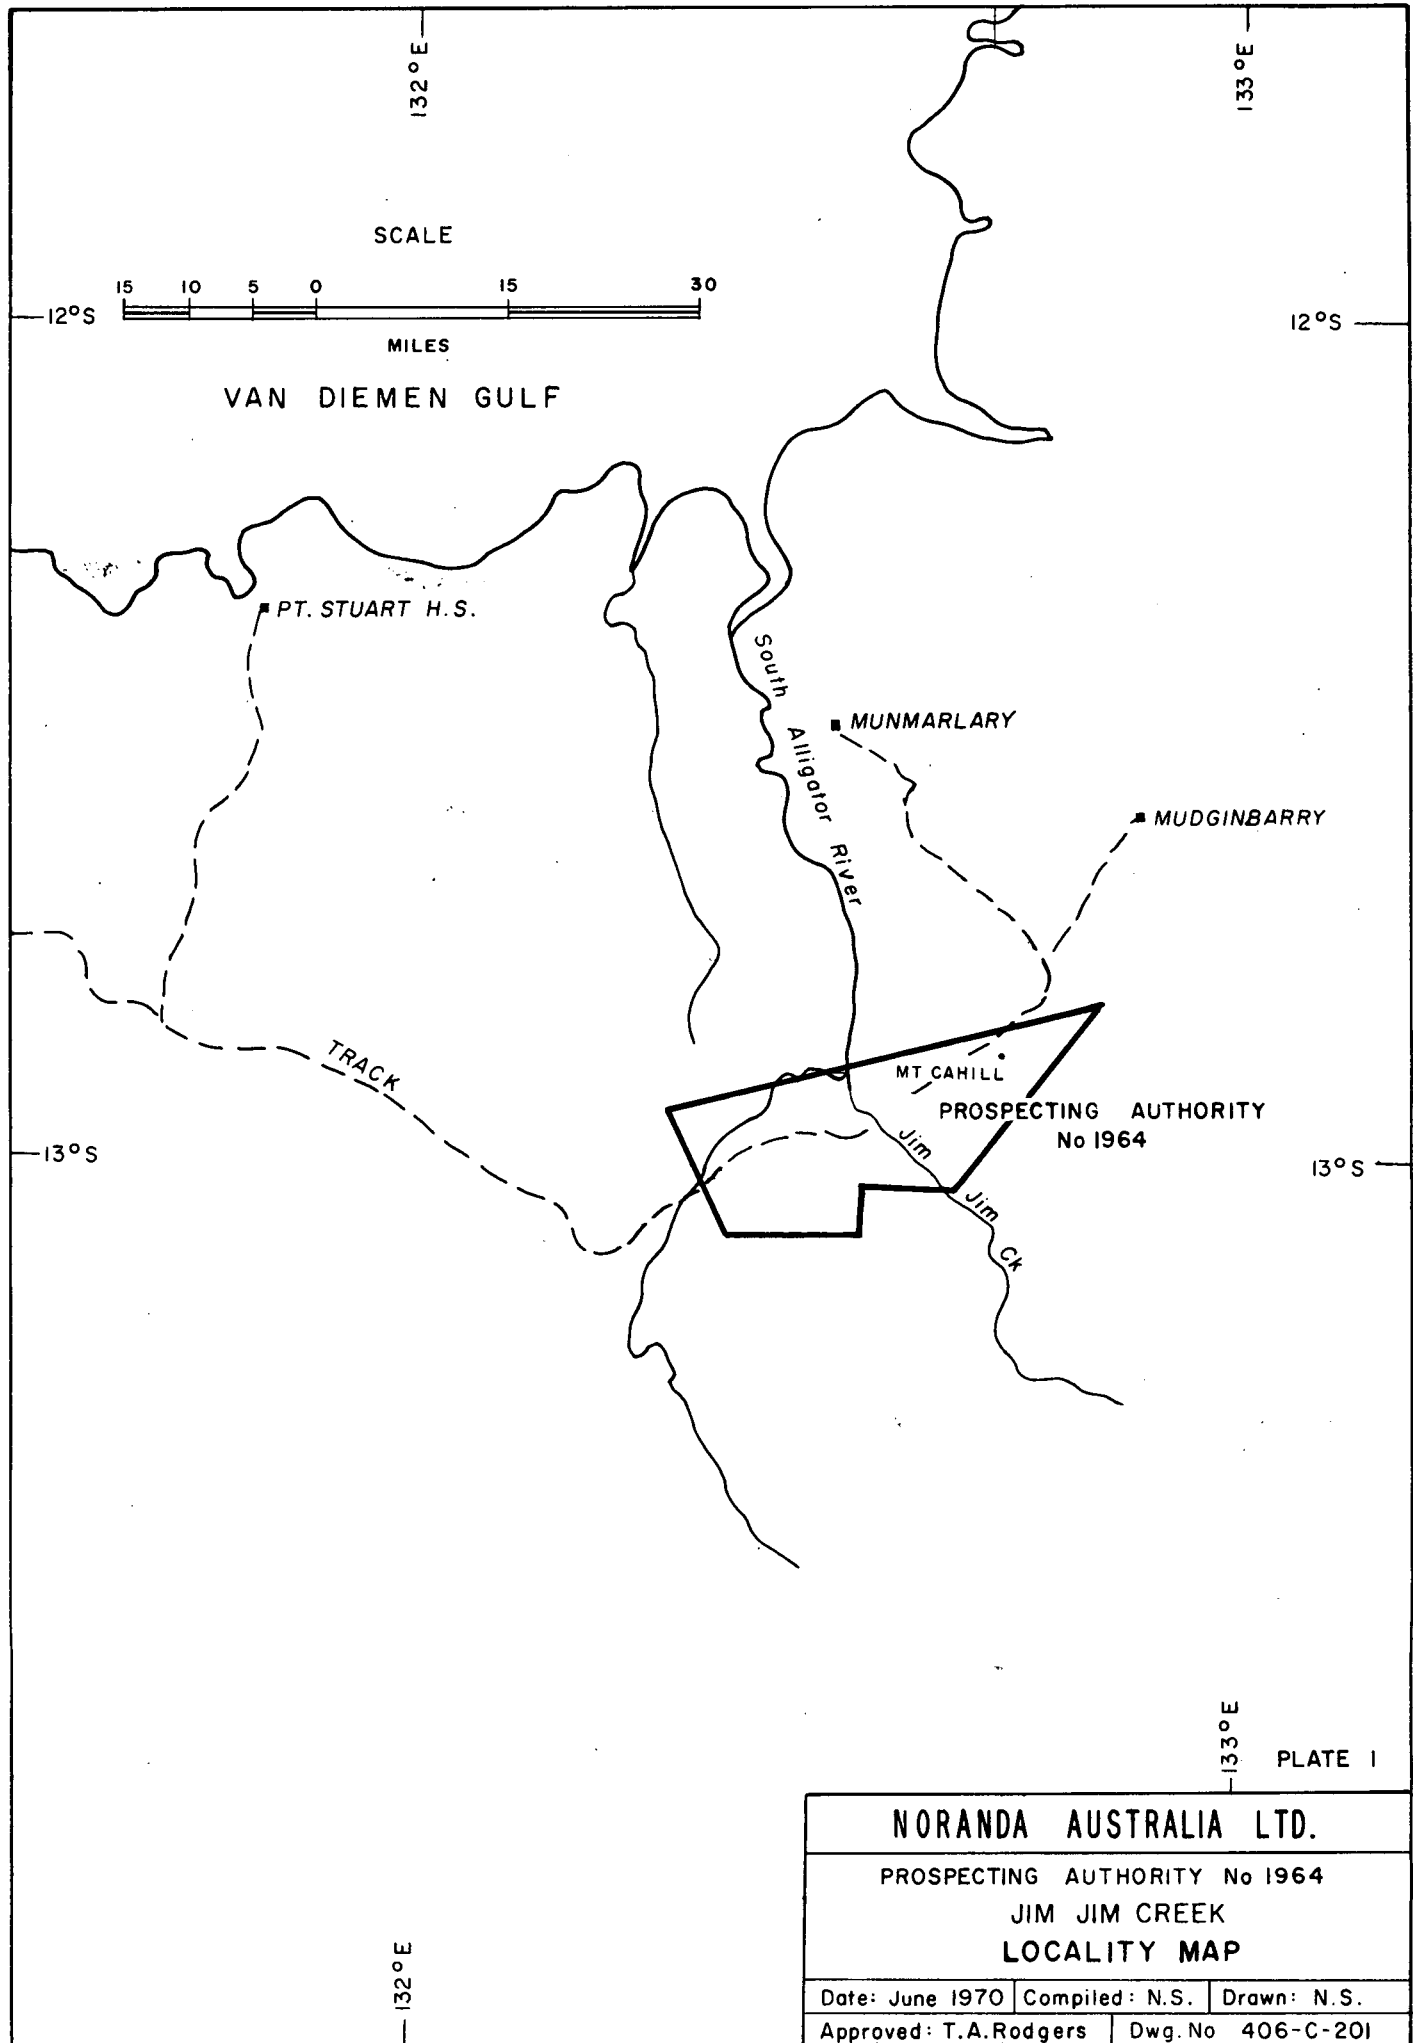 132°E
133°E
SCALE
15 10 5 0 15 30
MILES
12°S
12°S
VAN DIEMEN GULF
PT. STUART H.S.
South Alligator River
MUNMARLARY
MUDGINBARRY
TRACK
MT CAHILL
PROSPECTING AUTHORITY
No 1964
13°S
13°S
Jim Jim Ck
133°E
PLATE 1
NORANDA AUSTRALIA LTD.
PROSPECTING AUTHORITY No 1964
JIM JIM CREEK
LOCALITY MAP
132°E
Date: June 1970 Compiled: N.S. Drawn: N.S.
Approved: T.A.Rodgers Dwg. No 406-C-201